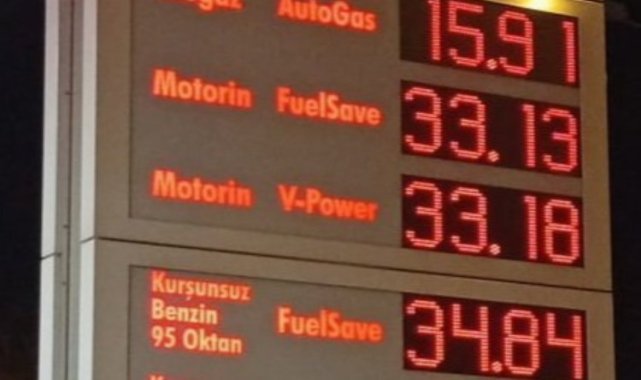 AutoGas 15.91
Motorin FuelSave 33.13
Motorin V-Power 33.18
Kurşunsuz
Benzin
95 Oktan FuelSave 34.84